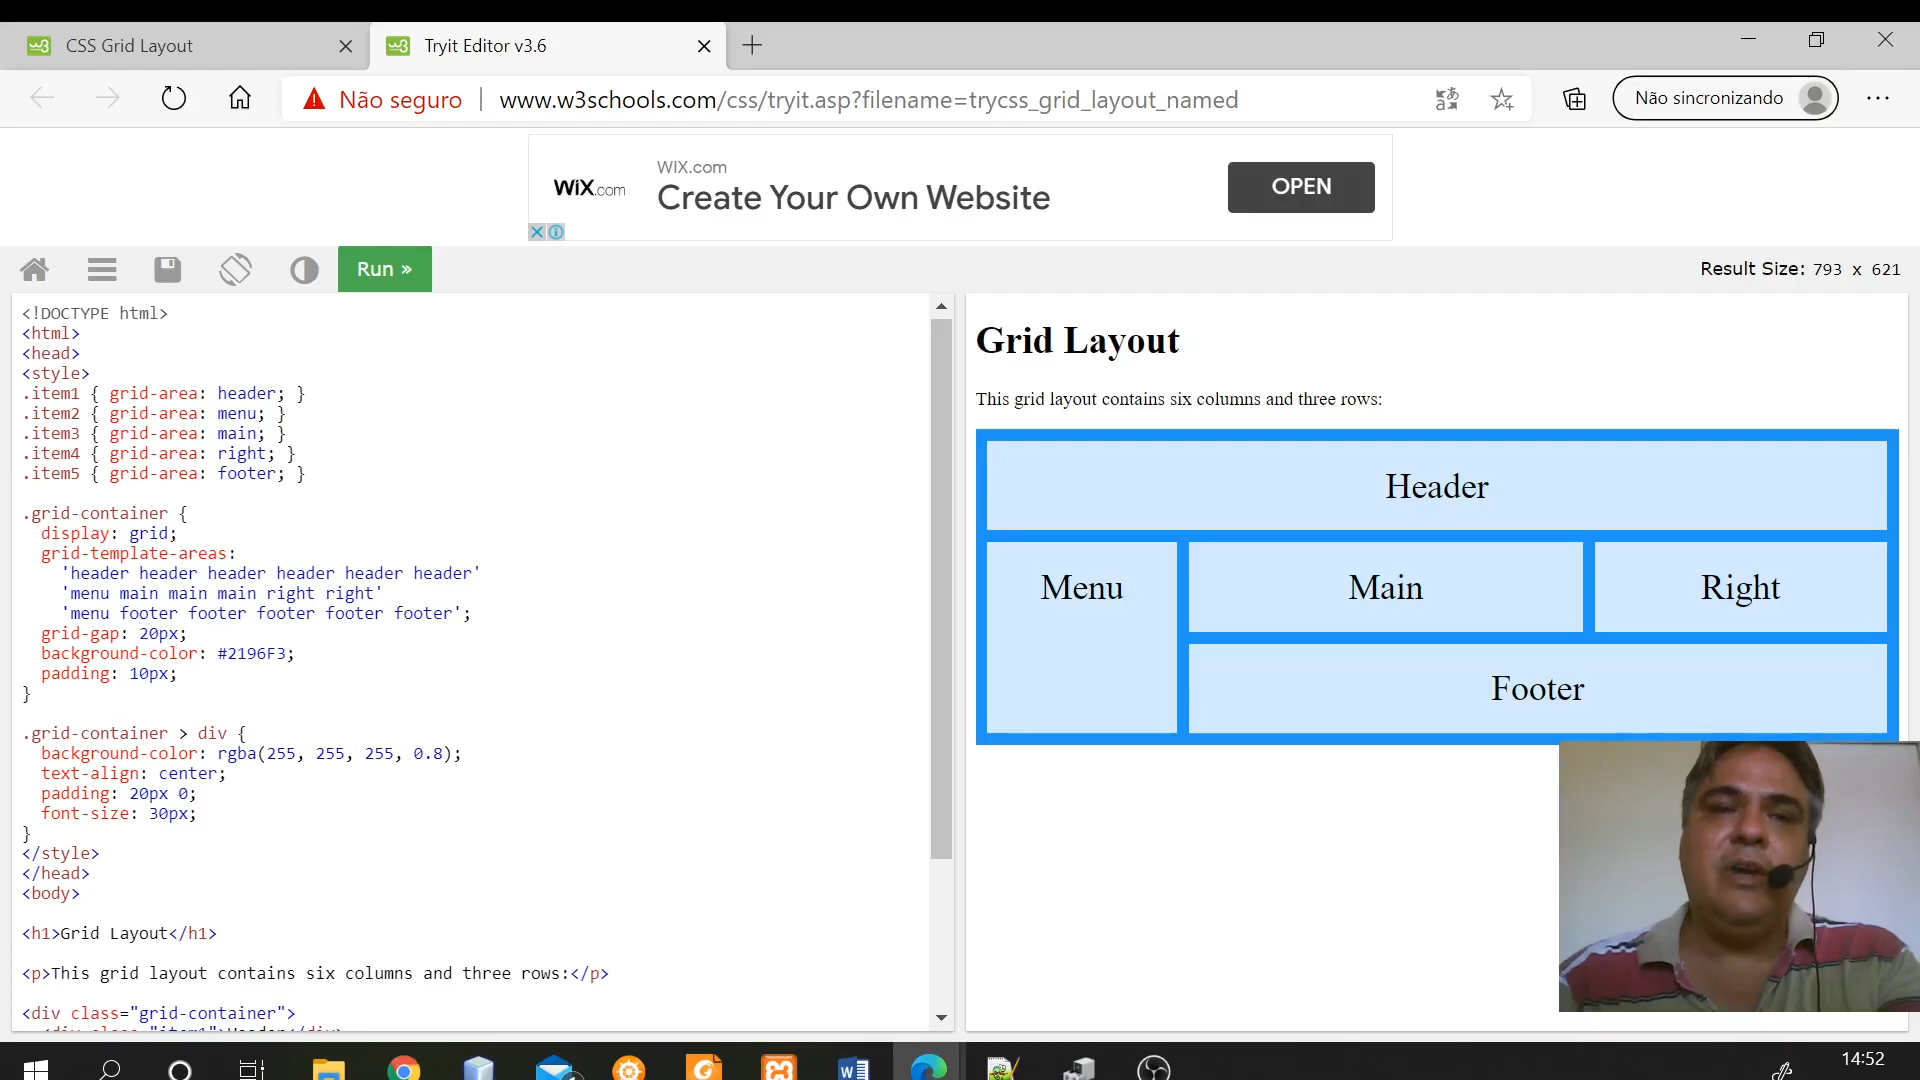 CSS Grid Layout
Tryit Editor v3.6
Não seguro
www.w3schools.com/css/tryit.asp?filename=trycss_grid_layout_named
Não sincronizando
WiX.com
WIX.com
Create Your Own Website
OPEN
Run »
Result Size: 793 x 621
<!DOCTYPE html>
<html>
<head>
<style>
.item1 { grid-area: header; }
.item2 { grid-area: menu; }
.item3 { grid-area: main; }
.item4 { grid-area: right; }
.item5 { grid-area: footer; }
.grid-container {
display: grid;
grid-template-areas:
'header header header header header header'
'menu main main main right right'
'menu footer footer footer footer footer';
grid-gap: 20px;
background-color: #2196F3;
padding: 10px;
}
.grid-container > div {
background-color: rgba(255, 255, 255, 0.8);
text-align: center;
padding: 20px 0;
font-size: 30px;
}
</style>
</head>
<body>
<h1>Grid Layout</h1>
<p>This grid layout contains six columns and three rows:</p>
<div class="grid-container">
<div class="item1">Header</div>
Grid Layout
This grid layout contains six columns and three rows:
Header
Menu
Main
Right
Footer
14:52